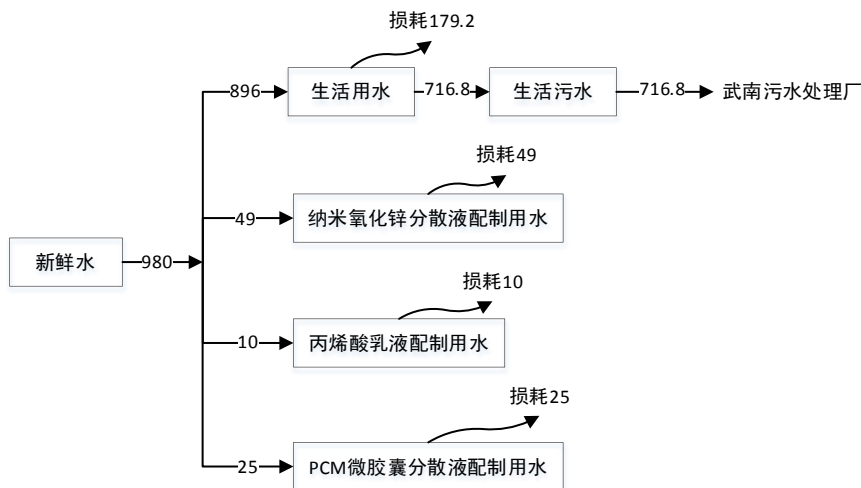 损耗179.2
896
生活用水
716.8
生活污水
716.8
武南污水处理厂
损耗49
49
纳米氧化锌分散液配制用水
新鲜水
980
损耗10
10
丙烯酸乳液配制用水
损耗25
25
PCM微胶囊分散液配制用水